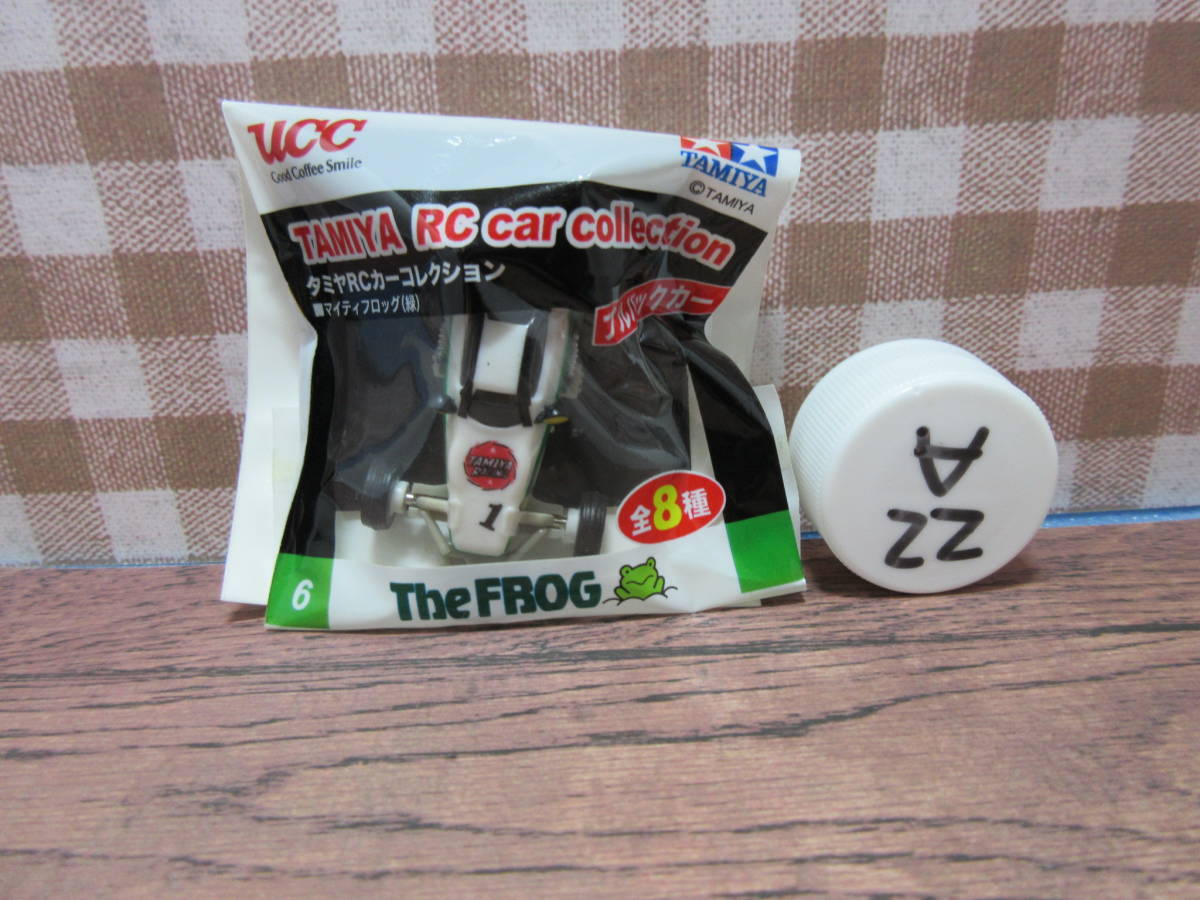 UCC
Good Coffee Smile
TAMIYA
©TAMIYA
TAMIYA RC car collection
タミヤRCカーコレクション
■マイティフロッグ(緑)
プルバックカー
TAMIYA
1
全8種
6
The FROG
22
A